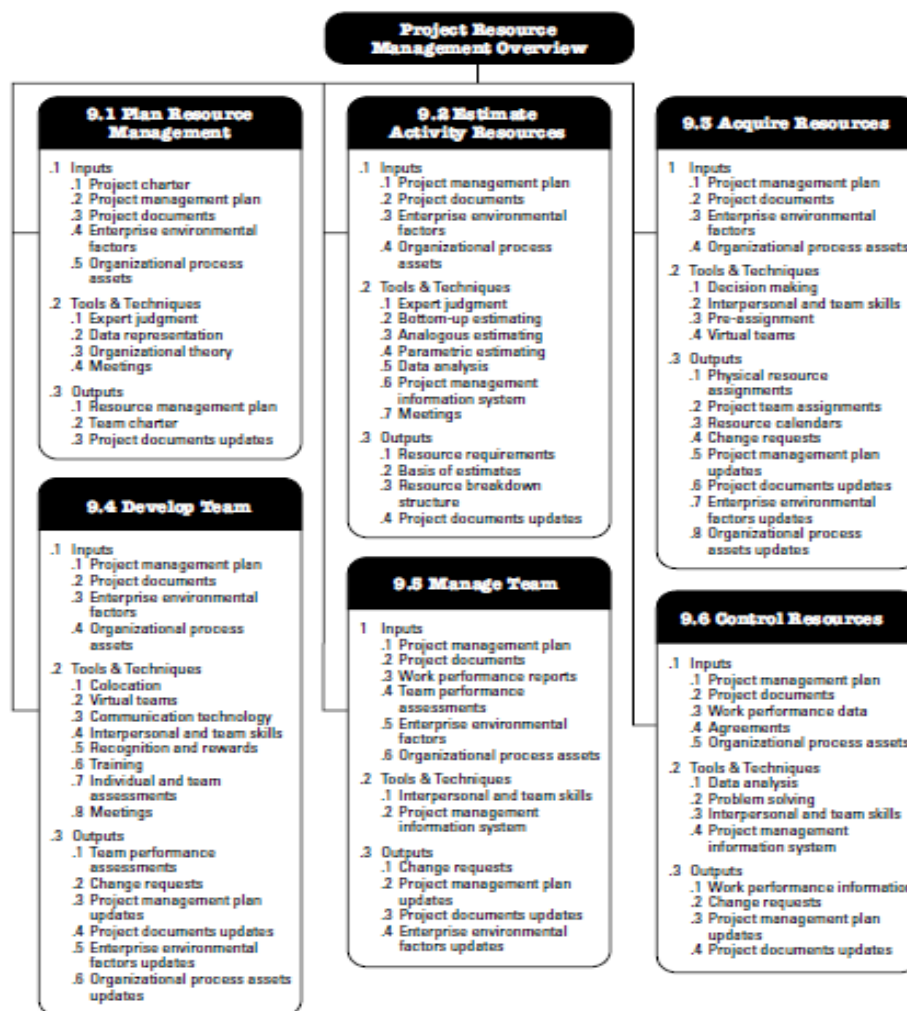 Project Resource
Management Overview
9.1 Plan Resource
Management
.1 Inputs
.1 Project charter
.2 Project management plan
.3 Project documents
.4 Enterprise environmental
factors
.5 Organizational process
assets
.2 Tools & Techniques
.1 Expert judgment
.2 Data representation
.3 Organizational theory
.4 Meetings
.3 Outputs
.1 Resource management plan
.2 Team charter
.3 Project documents updates
9.2 Estimate
Activity Resources
.1 Inputs
.1 Project management plan
.2 Project documents
.3 Enterprise environmental
factors
.4 Organizational process
assets
.2 Tools & Techniques
.1 Expert judgment
.2 Bottom-up estimating
.3 Analogous estimating
.4 Parametric estimating
.5 Data analysis
.6 Project management
information system
.7 Meetings
.3 Outputs
.1 Resource requirements
.2 Basis of estimates
.3 Resource breakdown
structure
.4 Project documents updates
9.3 Acquire Resources
1 Inputs
.1 Project management plan
.2 Project documents
.3 Enterprise environmental
factors
.4 Organizational process assets
.2 Tools & Techniques
.1 Decision making
.2 Interpersonal and team skills
.3 Pre-assignment
.4 Virtual teams
.3 Outputs
.1 Physical resource
assignments
.2 Project team assignments
.3 Resource calendars
.4 Change requests
.5 Project management plan
updates
.6 Project documents updates
.7 Enterprise environmental
factors updates
.8 Organizational process
assets updates
9.4 Develop Team
.1 Inputs
.1 Project management plan
.2 Project documents
.3 Enterprise environmental
factors
.4 Organizational process
assets
.2 Tools & Techniques
.1 Colocation
.2 Virtual teams
.3 Communication technology
.4 Interpersonal and team skills
.5 Recognition and rewards
.6 Training
.7 Individual and team
assessments
.8 Meetings
.3 Outputs
.1 Team performance
assessments
.2 Change requests
.3 Project management plan
updates
.4 Project documents updates
.5 Enterprise environmental
factors updates
.6 Organizational process assets
updates
9.5 Manage Team
1 Inputs
.1 Project management plan
.2 Project documents
.3 Work performance reports
.4 Team performance
assessments
.5 Enterprise environmental
factors
.6 Organizational process assets
.2 Tools & Techniques
.1 Interpersonal and team skills
.2 Project management
information system
.3 Outputs
.1 Change requests
.2 Project management plan
updates
.3 Project documents updates
.4 Enterprise environmental
factors updates
9.6 Control Resources
.1 Inputs
.1 Project management plan
.2 Project documents
.3 Work performance data
.4 Agreements
.5 Organizational process assets
.2 Tools & Techniques
.1 Data analysis
.2 Problem solving
.3 Interpersonal and team skills
.4 Project management
information system
.3 Outputs
.1 Work performance information
.2 Change requests
.3 Project management plan
updates
.4 Project documents updates